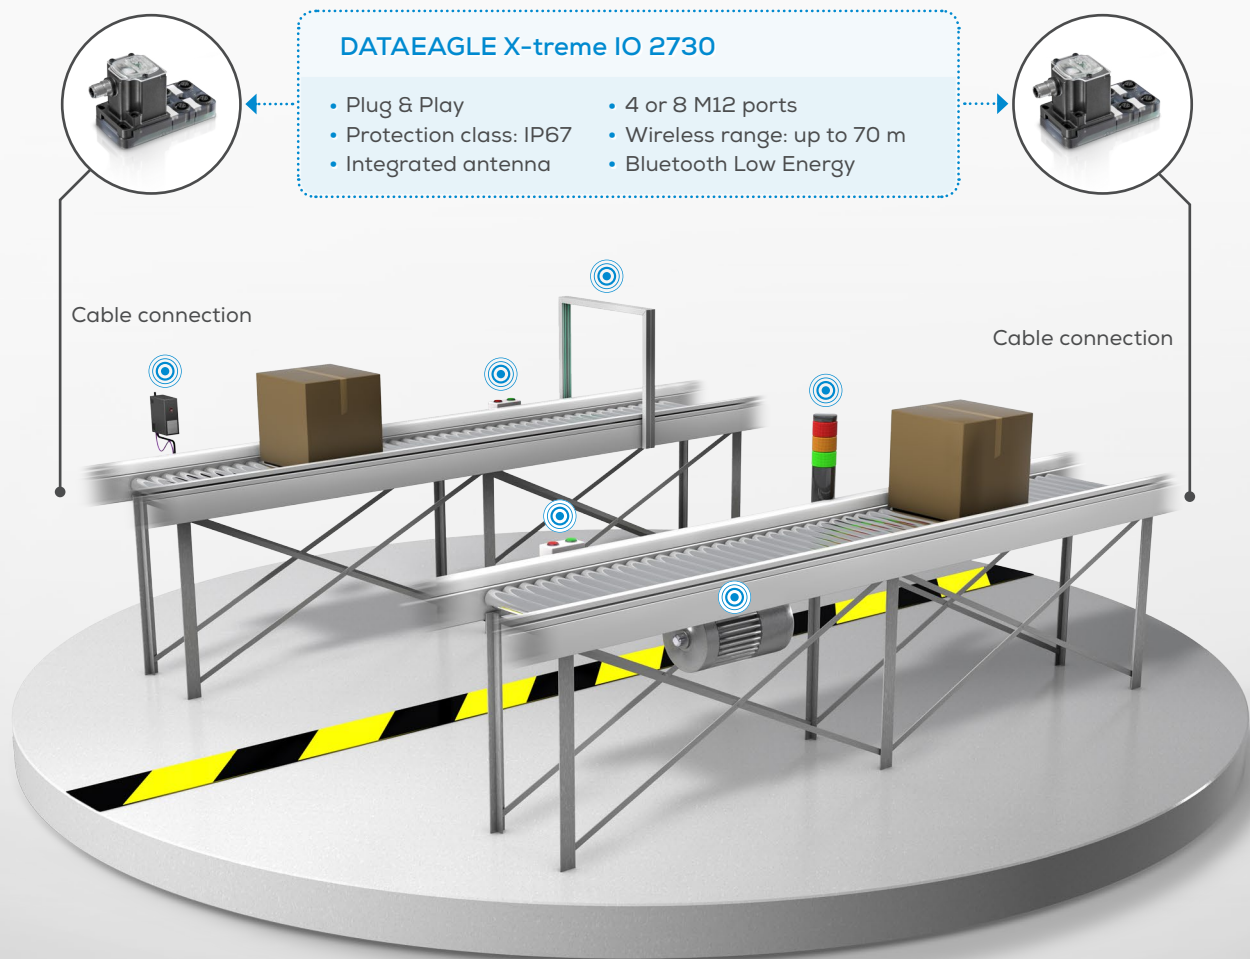 DATAEAGLE X-treme IO 2730
• Plug & Play
• Protection class: IP67
• Integrated antenna
• 4 or 8 M12 ports
• Wireless range: up to 70 m
• Bluetooth Low Energy
Cable connection
Cable connection